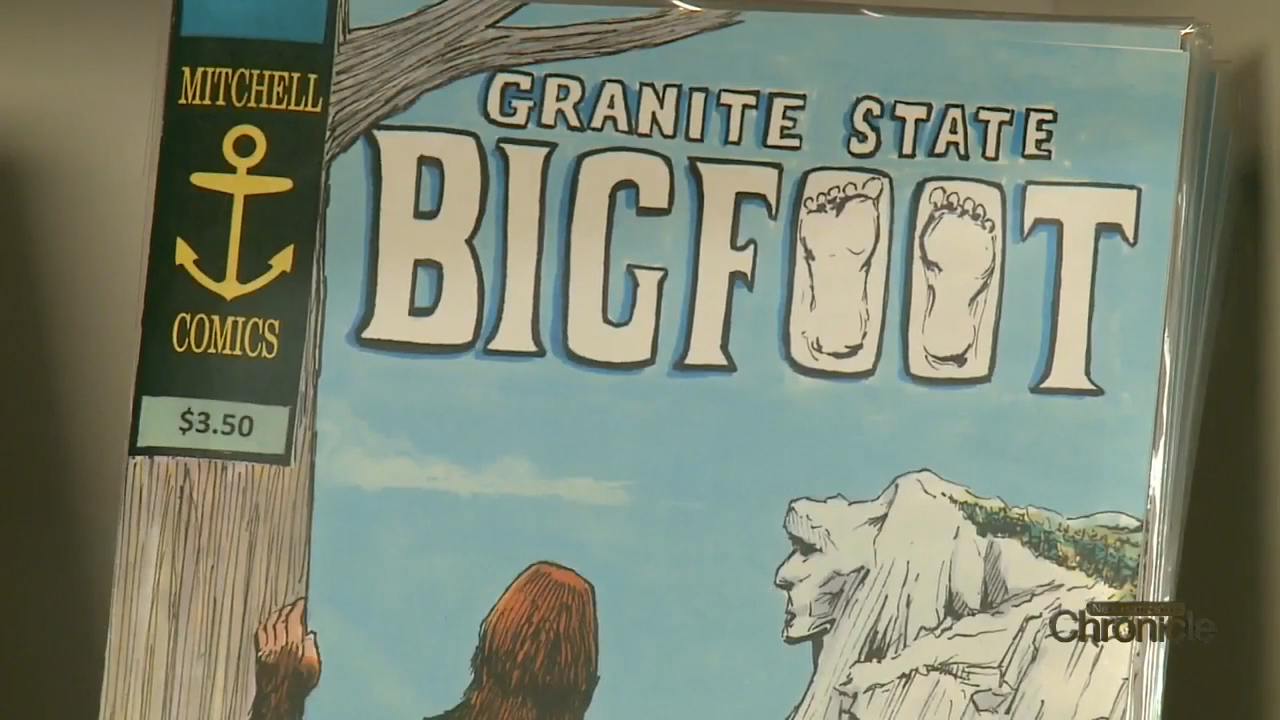 MITCHELL
COMICS
$3.50
GRANITE STATE
BIGFOOT
Chronicle